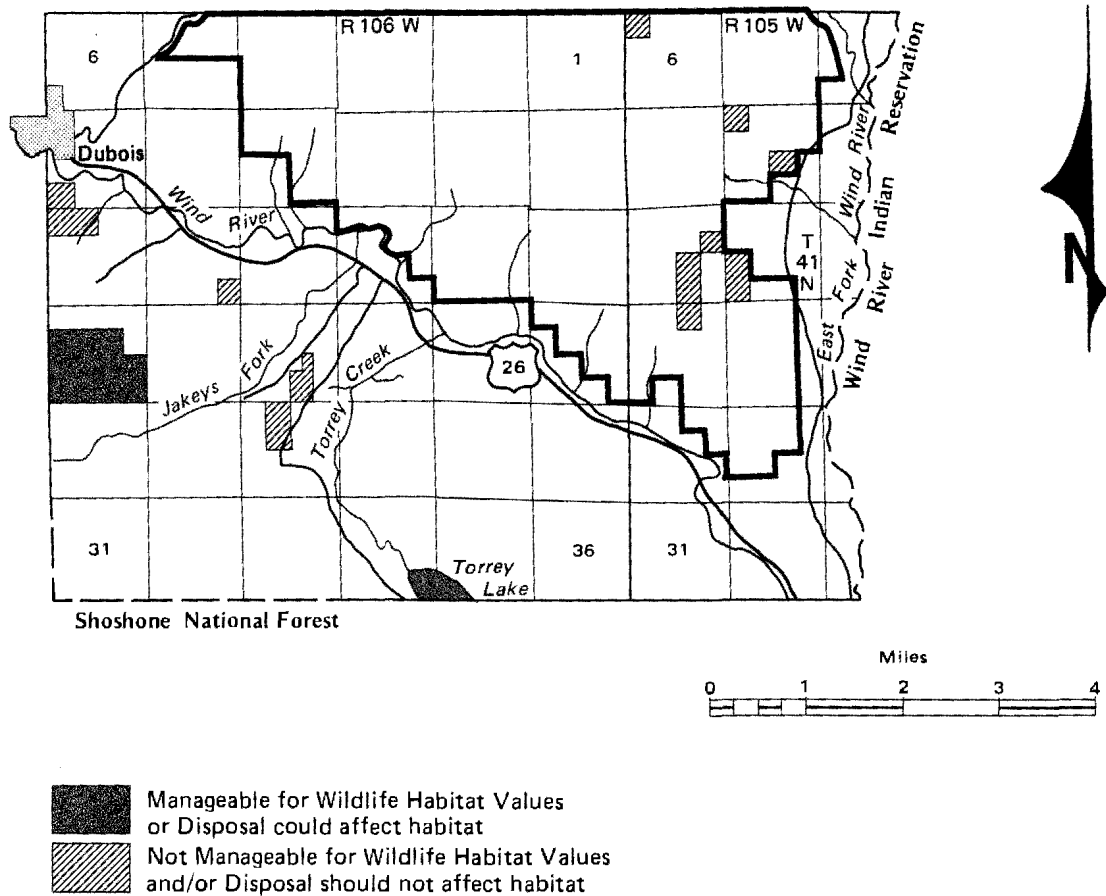 R 106 W
R 105 W
6
1
6
Dubois
Wind River
Wind River Indian Reservation
East Fork Wind River
T
41
N
Jakeys Fork
Torrey Creek
26
N
31
36
31
Torrey
Lake
Shoshone National Forest
Miles
0 1 2 3 4
Manageable for Wildlife Habitat Values
or Disposal could affect habitat
Not Manageable for Wildlife Habitat Values
and/or Disposal should not affect habitat